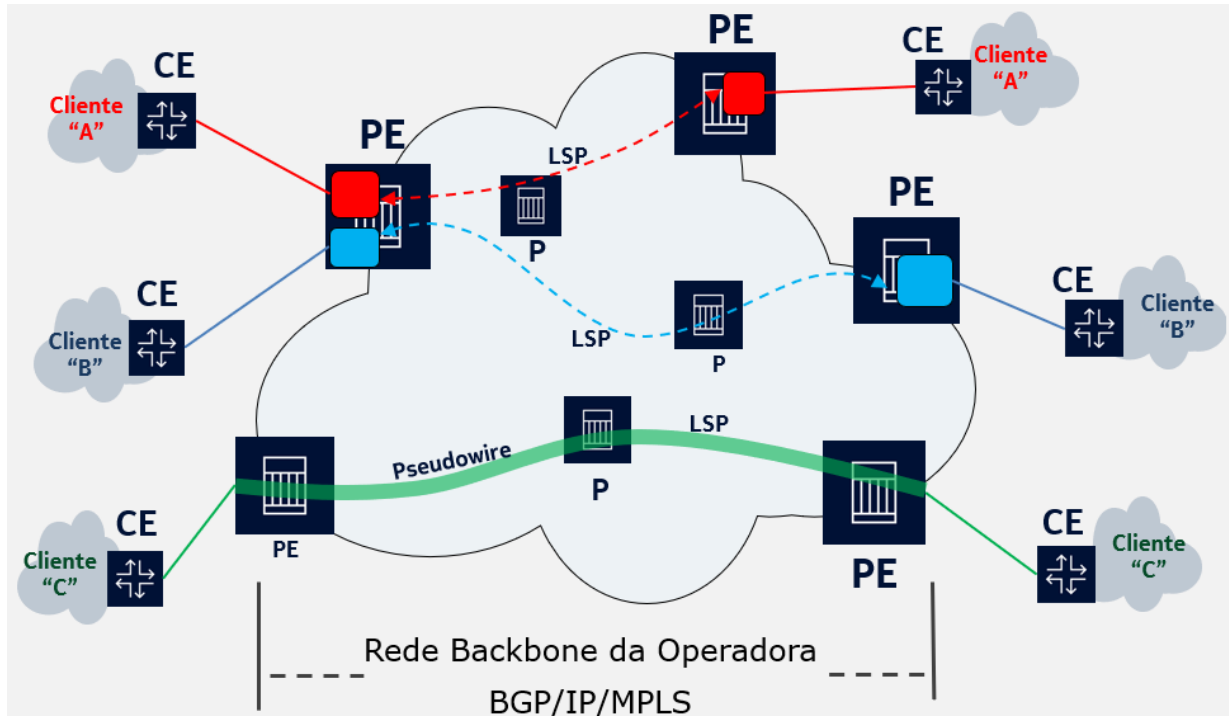 PE
CE
Cliente
“A”
CE
Cliente
“A”
PE
LSP
P
PE
CE
Cliente
“B”
LSP
P
CE
Cliente
“B”
LSP
Pseudowire
P
PE
CE
Cliente
“C”
PE
CE
Cliente
“C”
Rede Backbone da Operadora
BGP/IP/MPLS